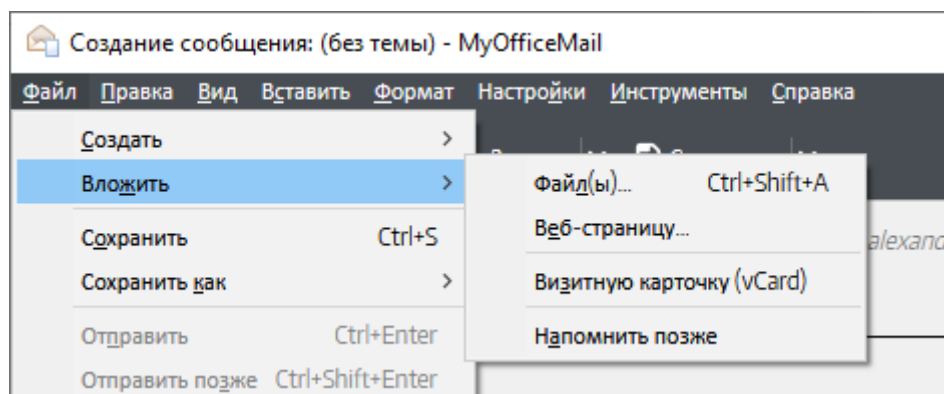 Создание сообщения: (без темы) - MyOfficeMail
Файл Правка Вид Вставить Формат Настройки Инструменты Справка
Создать
Вложить
Файл(ы)... Ctrl+Shift+A
Веб-страницу...
Визитную карточку (vCard)
Напомнить позже
Сохранить Ctrl+S
Сохранить как
Отправить Ctrl+Enter
Отправить позже Ctrl+Shift+Enter